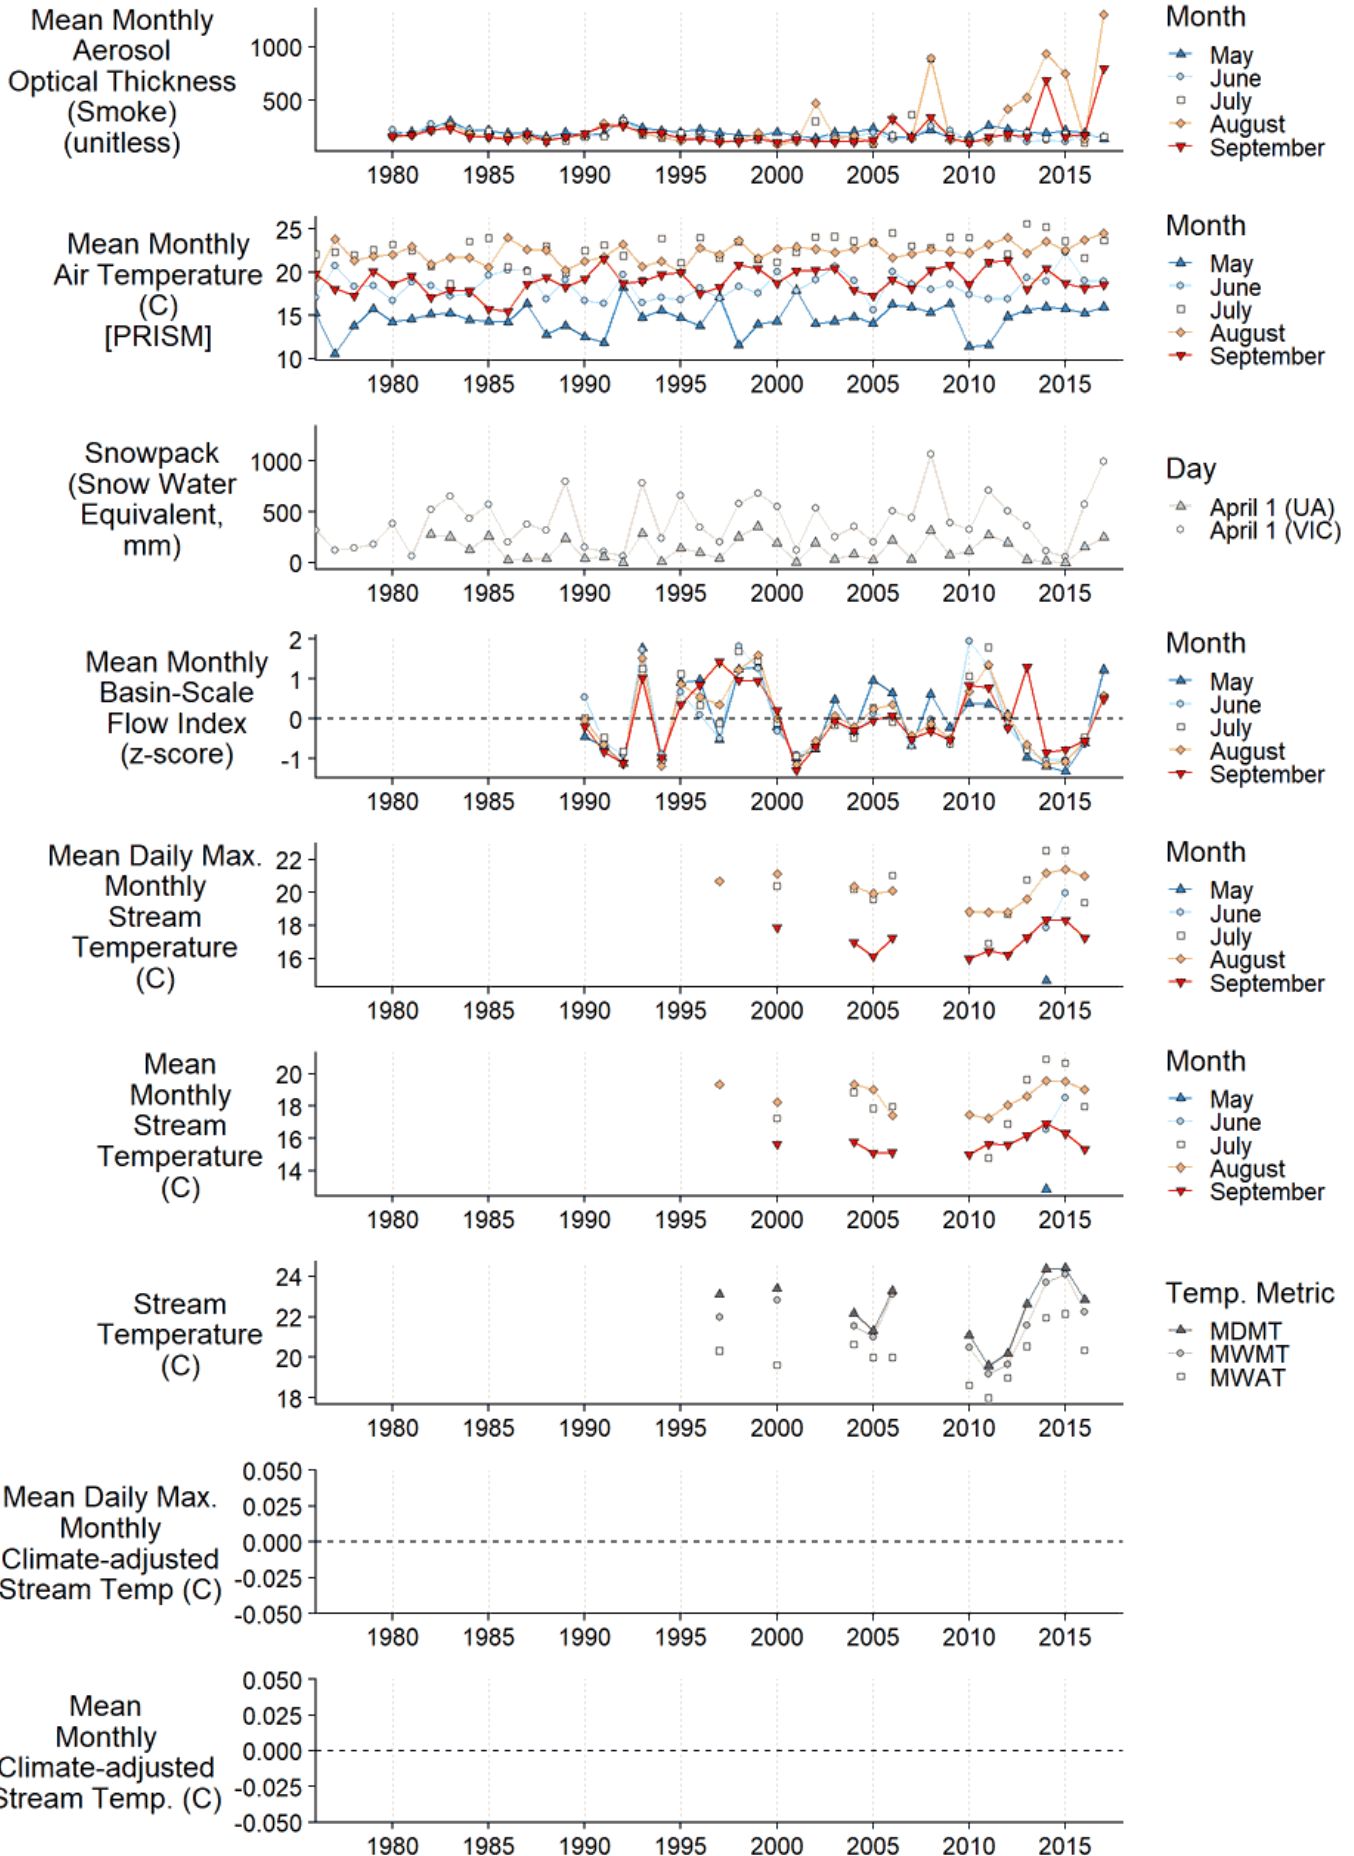 Mean Monthly
Aerosol
Optical Thickness
(Smoke)
(unitless)
1000
500
1980 1985 1990 1995 2000 2005 2010 2015
Month
May
June
July
August
September
Mean Monthly
Air Temperature
(C)
[PRISM]
25
20
15
10
1980 1985 1990 1995 2000 2005 2010 2015
Month
May
June
July
August
September
Snowpack
(Snow Water
Equivalent,
mm)
1000
500
0
1980 1985 1990 1995 2000 2005 2010 2015
Day
April 1 (UA)
April 1 (VIC)
Mean Monthly
Basin-Scale
Flow Index
(z-score)
2
1
0
-1
1980 1985 1990 1995 2000 2005 2010 2015
Month
May
June
July
August
September
Mean Daily Max.
Monthly
Stream
Temperature
(C)
22
20
18
16
1980 1985 1990 1995 2000 2005 2010 2015
Month
May
June
July
August
September
Mean
Monthly
Stream
Temperature
(C)
20
18
16
14
1980 1985 1990 1995 2000 2005 2010 2015
Month
May
June
July
August
September
Stream
Temperature
(C)
24
22
20
18
1980 1985 1990 1995 2000 2005 2010 2015
Temp. Metric
MDMT
MWMT
MWAT
Mean Daily Max.
Monthly
Climate-adjusted
Stream Temp (C)
0.050
0.025
0.000
-0.025
-0.050
1980 1985 1990 1995 2000 2005 2010 2015
Mean
Monthly
Climate-adjusted
Stream Temp. (C)
0.050
0.025
0.000
-0.025
-0.050
1980 1985 1990 1995 2000 2005 2010 2015